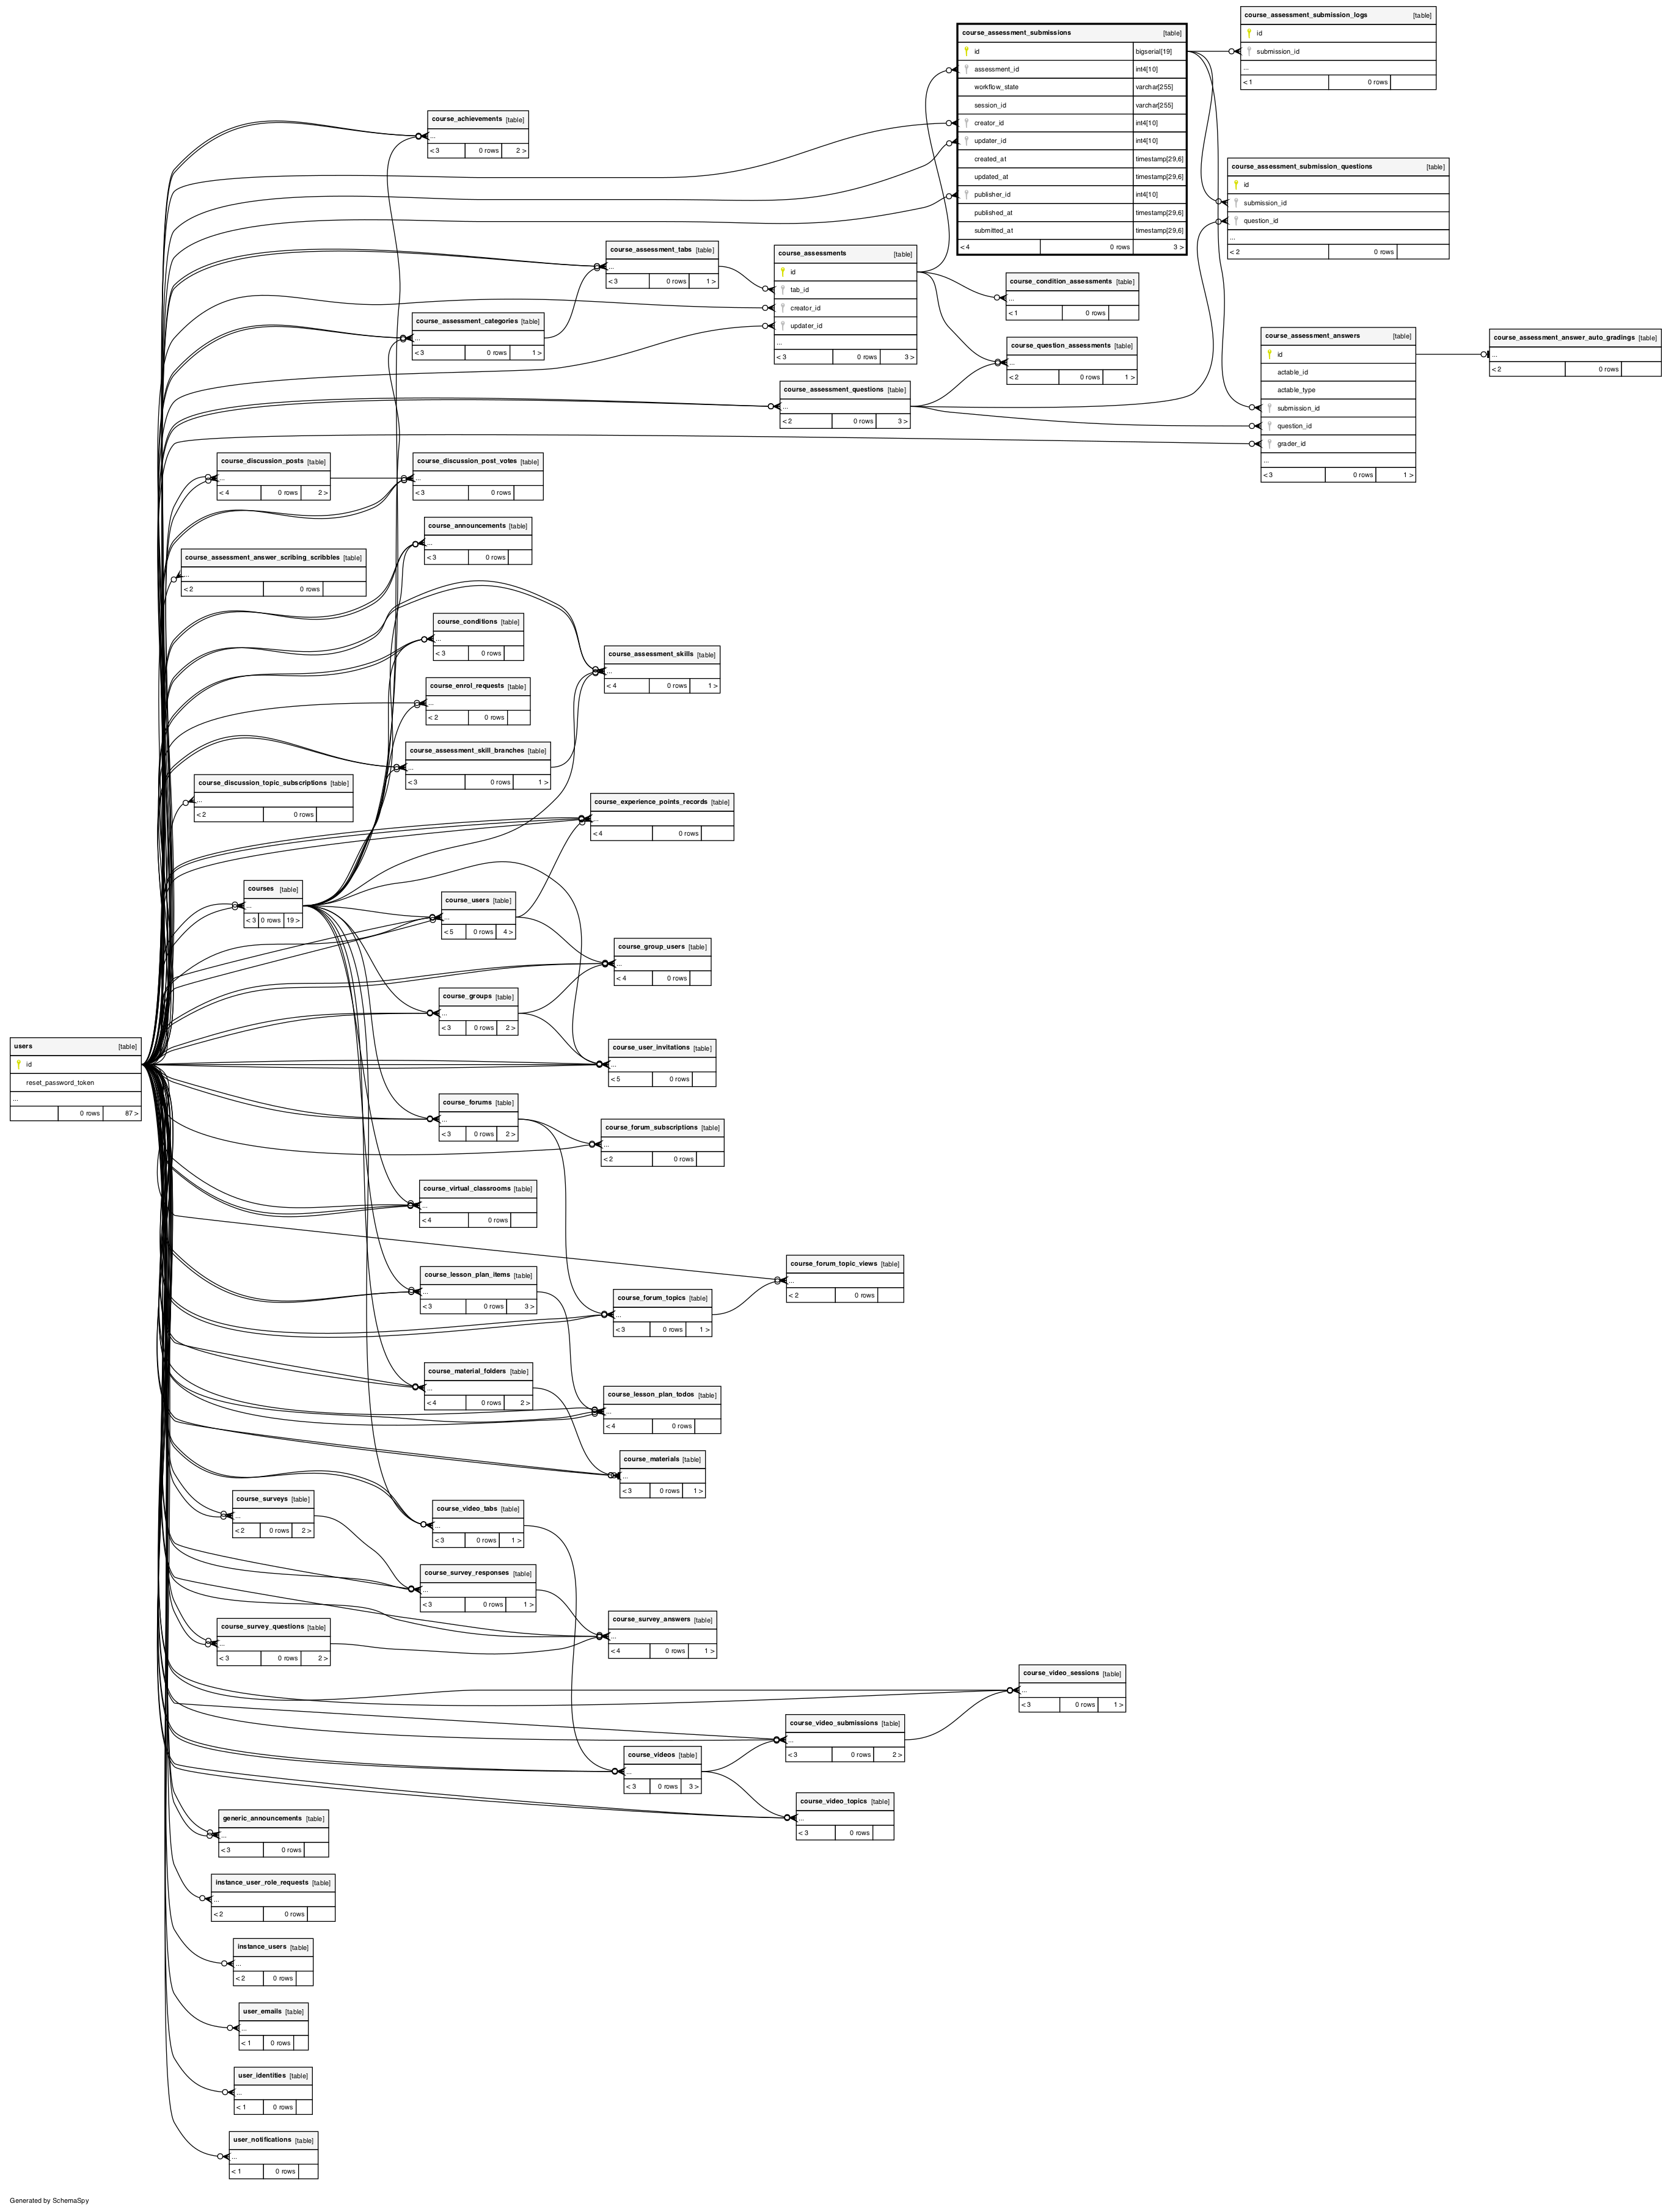 course_assessment_submission_logs [table]
id
submission_id
...
< 1 0 rows
course_assessment_submissions [table]
id bigserial[19]
assessment_id int4[10]
workflow_state varchar[255]
session_id varchar[255]
creator_id int4[10]
updater_id int4[10]
created_at timestamp[29,6]
updated_at timestamp[29,6]
publisher_id int4[10]
published_at timestamp[29,6]
submitted_at timestamp[29,6]
< 4 0 rows 3 >
course_achievements [table]
...
< 3 0 rows 2 >
course_assessment_submission_questions [table]
id
submission_id
question_id
...
< 2 0 rows
course_assessment_tabs [table]
...
< 3 0 rows 1 >
course_assessments [table]
id
tab_id
creator_id
updater_id
...
< 3 0 rows 3 >
course_condition_assessments [table]
...
< 1 0 rows
course_assessment_categories [table]
...
< 3 0 rows 1 >
course_question_assessments [table]
...
< 2 0 rows 1 >
course_assessment_answers [table]
id
actable_id
actable_type
submission_id
question_id
grader_id
...
< 3 0 rows 1 >
course_assessment_answer_auto_gradings [table]
...
< 2 0 rows
course_assessment_questions [table]
...
< 2 0 rows 3 >
course_discussion_posts [table]
...
< 4 0 rows 2 >
course_discussion_post_votes [table]
...
< 3 0 rows
course_announcements [table]
...
< 3 0 rows
course_assessment_answer_scribing_scribbles [table]
...
< 2 0 rows
course_conditions [table]
...
< 3 0 rows
course_assessment_skills [table]
...
< 4 0 rows 1 >
course_enrol_requests [table]
...
< 2 0 rows
course_assessment_skill_branches [table]
...
< 3 0 rows 1 >
course_discussion_topic_subscriptions [table]
...
< 2 0 rows
course_experience_points_records [table]
...
< 4 0 rows
courses [table]
...
< 3 0 rows 19 >
course_users [table]
...
< 5 0 rows 4 >
course_group_users [table]
...
< 4 0 rows
course_groups [table]
...
< 3 0 rows 2 >
users [table]
id
reset_password_token
...
0 rows 87 >
course_user_invitations [table]
...
< 5 0 rows
course_forums [table]
...
< 3 0 rows 2 >
course_forum_subscriptions [table]
...
< 2 0 rows
course_virtual_classrooms [table]
...
< 4 0 rows
course_forum_topic_views [table]
...
< 2 0 rows
course_lesson_plan_items [table]
...
< 3 0 rows 3 >
course_forum_topics [table]
...
< 3 0 rows 1 >
course_material_folders [table]
...
< 4 0 rows 2 >
course_lesson_plan_todos [table]
...
< 4 0 rows
course_materials [table]
...
< 3 0 rows 1 >
course_surveys [table]
...
< 2 0 rows 2 >
course_video_tabs [table]
...
< 3 0 rows 1 >
course_survey_responses [table]
...
< 3 0 rows 1 >
course_survey_answers [table]
...
< 4 0 rows 1 >
course_survey_questions [table]
...
< 3 0 rows 2 >
course_video_sessions [table]
...
< 3 0 rows 1 >
course_video_submissions [table]
...
< 3 0 rows 2 >
course_videos [table]
...
< 3 0 rows 3 >
course_video_topics [table]
...
< 3 0 rows
generic_announcements [table]
...
< 3 0 rows
instance_user_role_requests [table]
...
< 2 0 rows
instance_users [table]
...
< 2 0 rows
user_emails [table]
...
< 1 0 rows
user_identities [table]
...
< 1 0 rows
user_notifications [table]
...
< 1 0 rows
Generated by SchemaSpy